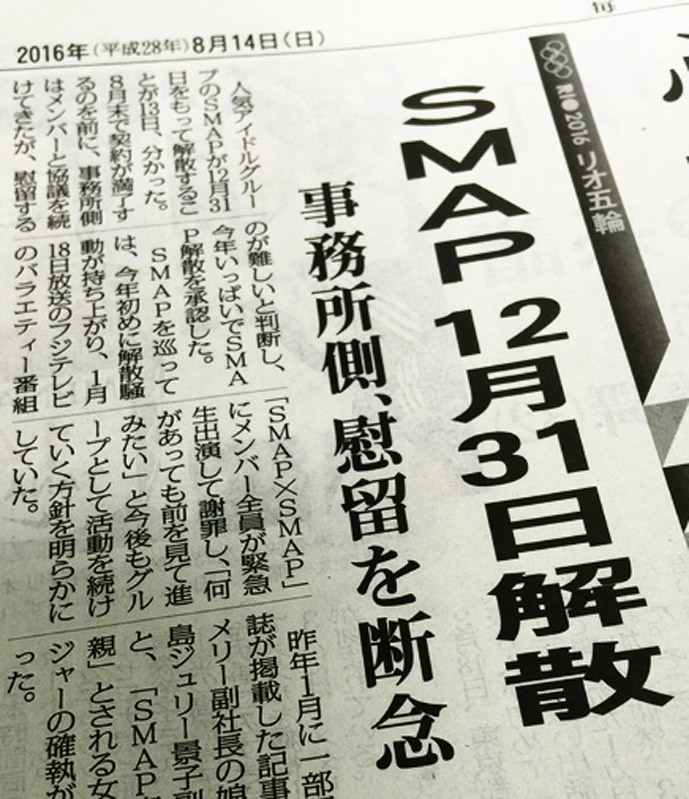 毎
2016年(平成28年)8月14日(日)
RIO2016 リオ五輪
SMAP 12月31日解散
事務所側、慰留を断念
人気アイドルグルー
プのSMAPが12月31
日をもって解散するこ
とが13日、分かった。
8月末で契約が満了す
るのを前に、事務所側
はメンバーと協議を続
けてきたが、慰留する
のが難しいと判断し、
今年いっぱいでSMA
P解散を承認した。
SMAPを巡って
は、今年初めに解散騒
動が持ち上がり、1月
18日放送のフジテレビ
のバラエティー番組
「SMAP×SMAP」
にメンバー全員が緊急
生出演して謝罪し、「何
があっても前を見て進
みたい」と今後もグル
ープとして活動を続け
ていく方針を明らかに
していた。
昨年1月に一部
誌が掲載した記事
メリー副社長の娘
島ジュリー景子副
と、「SMAP
親」とされる女
ジャーの確執が
った。